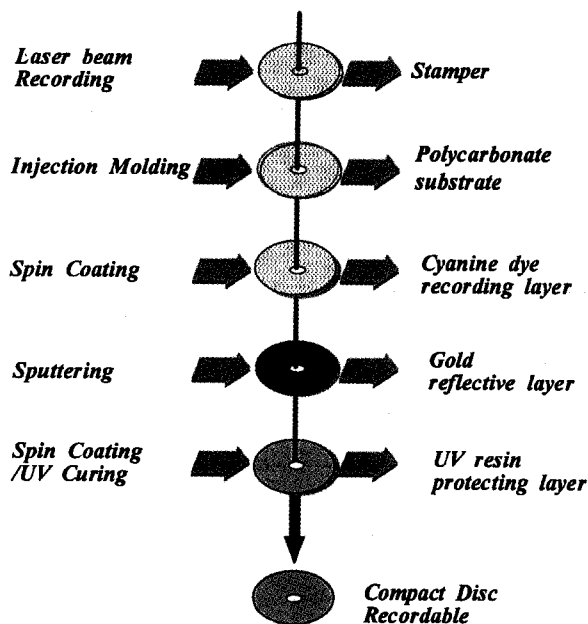 Laser beam
Recording
Stamper
Injection Molding
Polycarbonate
substrate
Spin Coating
Cyanine dye
recording layer
Sputtering
Gold
reflective layer
Spin Coating
/UV Curing
UV resin
protecting layer
Compact Disc
Recordable